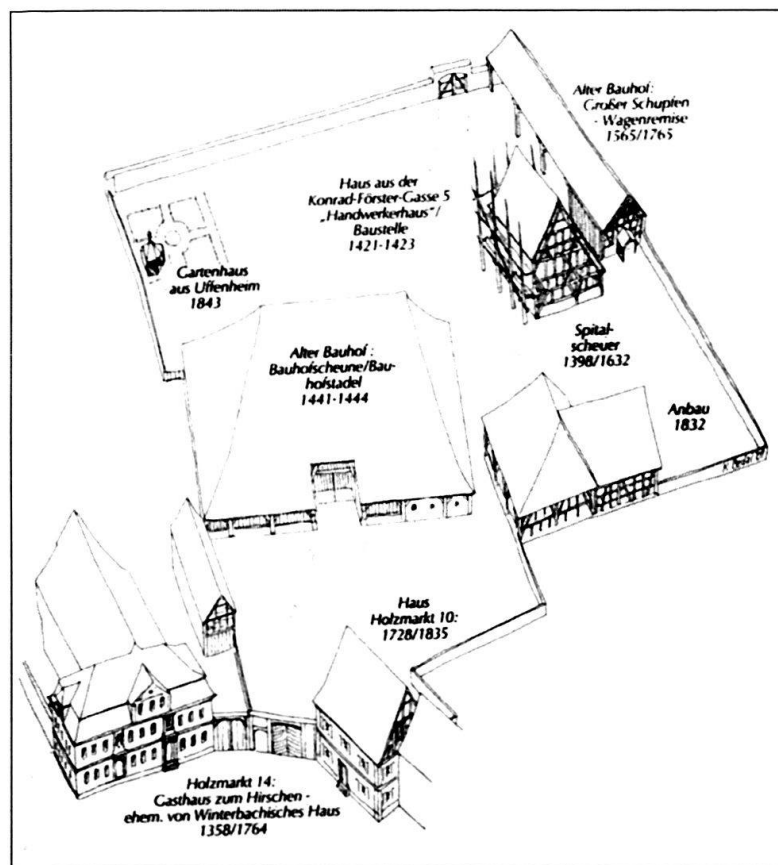 Alter Bauhof:
Großer Schupfen
- Wagenremise
1565/1765
Haus aus der
Konrad-Förster-Gasse 5
„Handwerkerhaus"/
Baustelle
1421-1423
Gartenhaus
aus Uffenheim
1843
Alter Bauhof :
Bauhofscheune/Bau-
hofstadel
1441-1444
Spital-
scheuer
1398/1632
Anbau
1832
Haus
Holzmarkt 10:
1728/1835
Holzmarkt 14:
Gasthaus zum Hirschen -
ehem. von Winterbachisches Haus
1358/1764